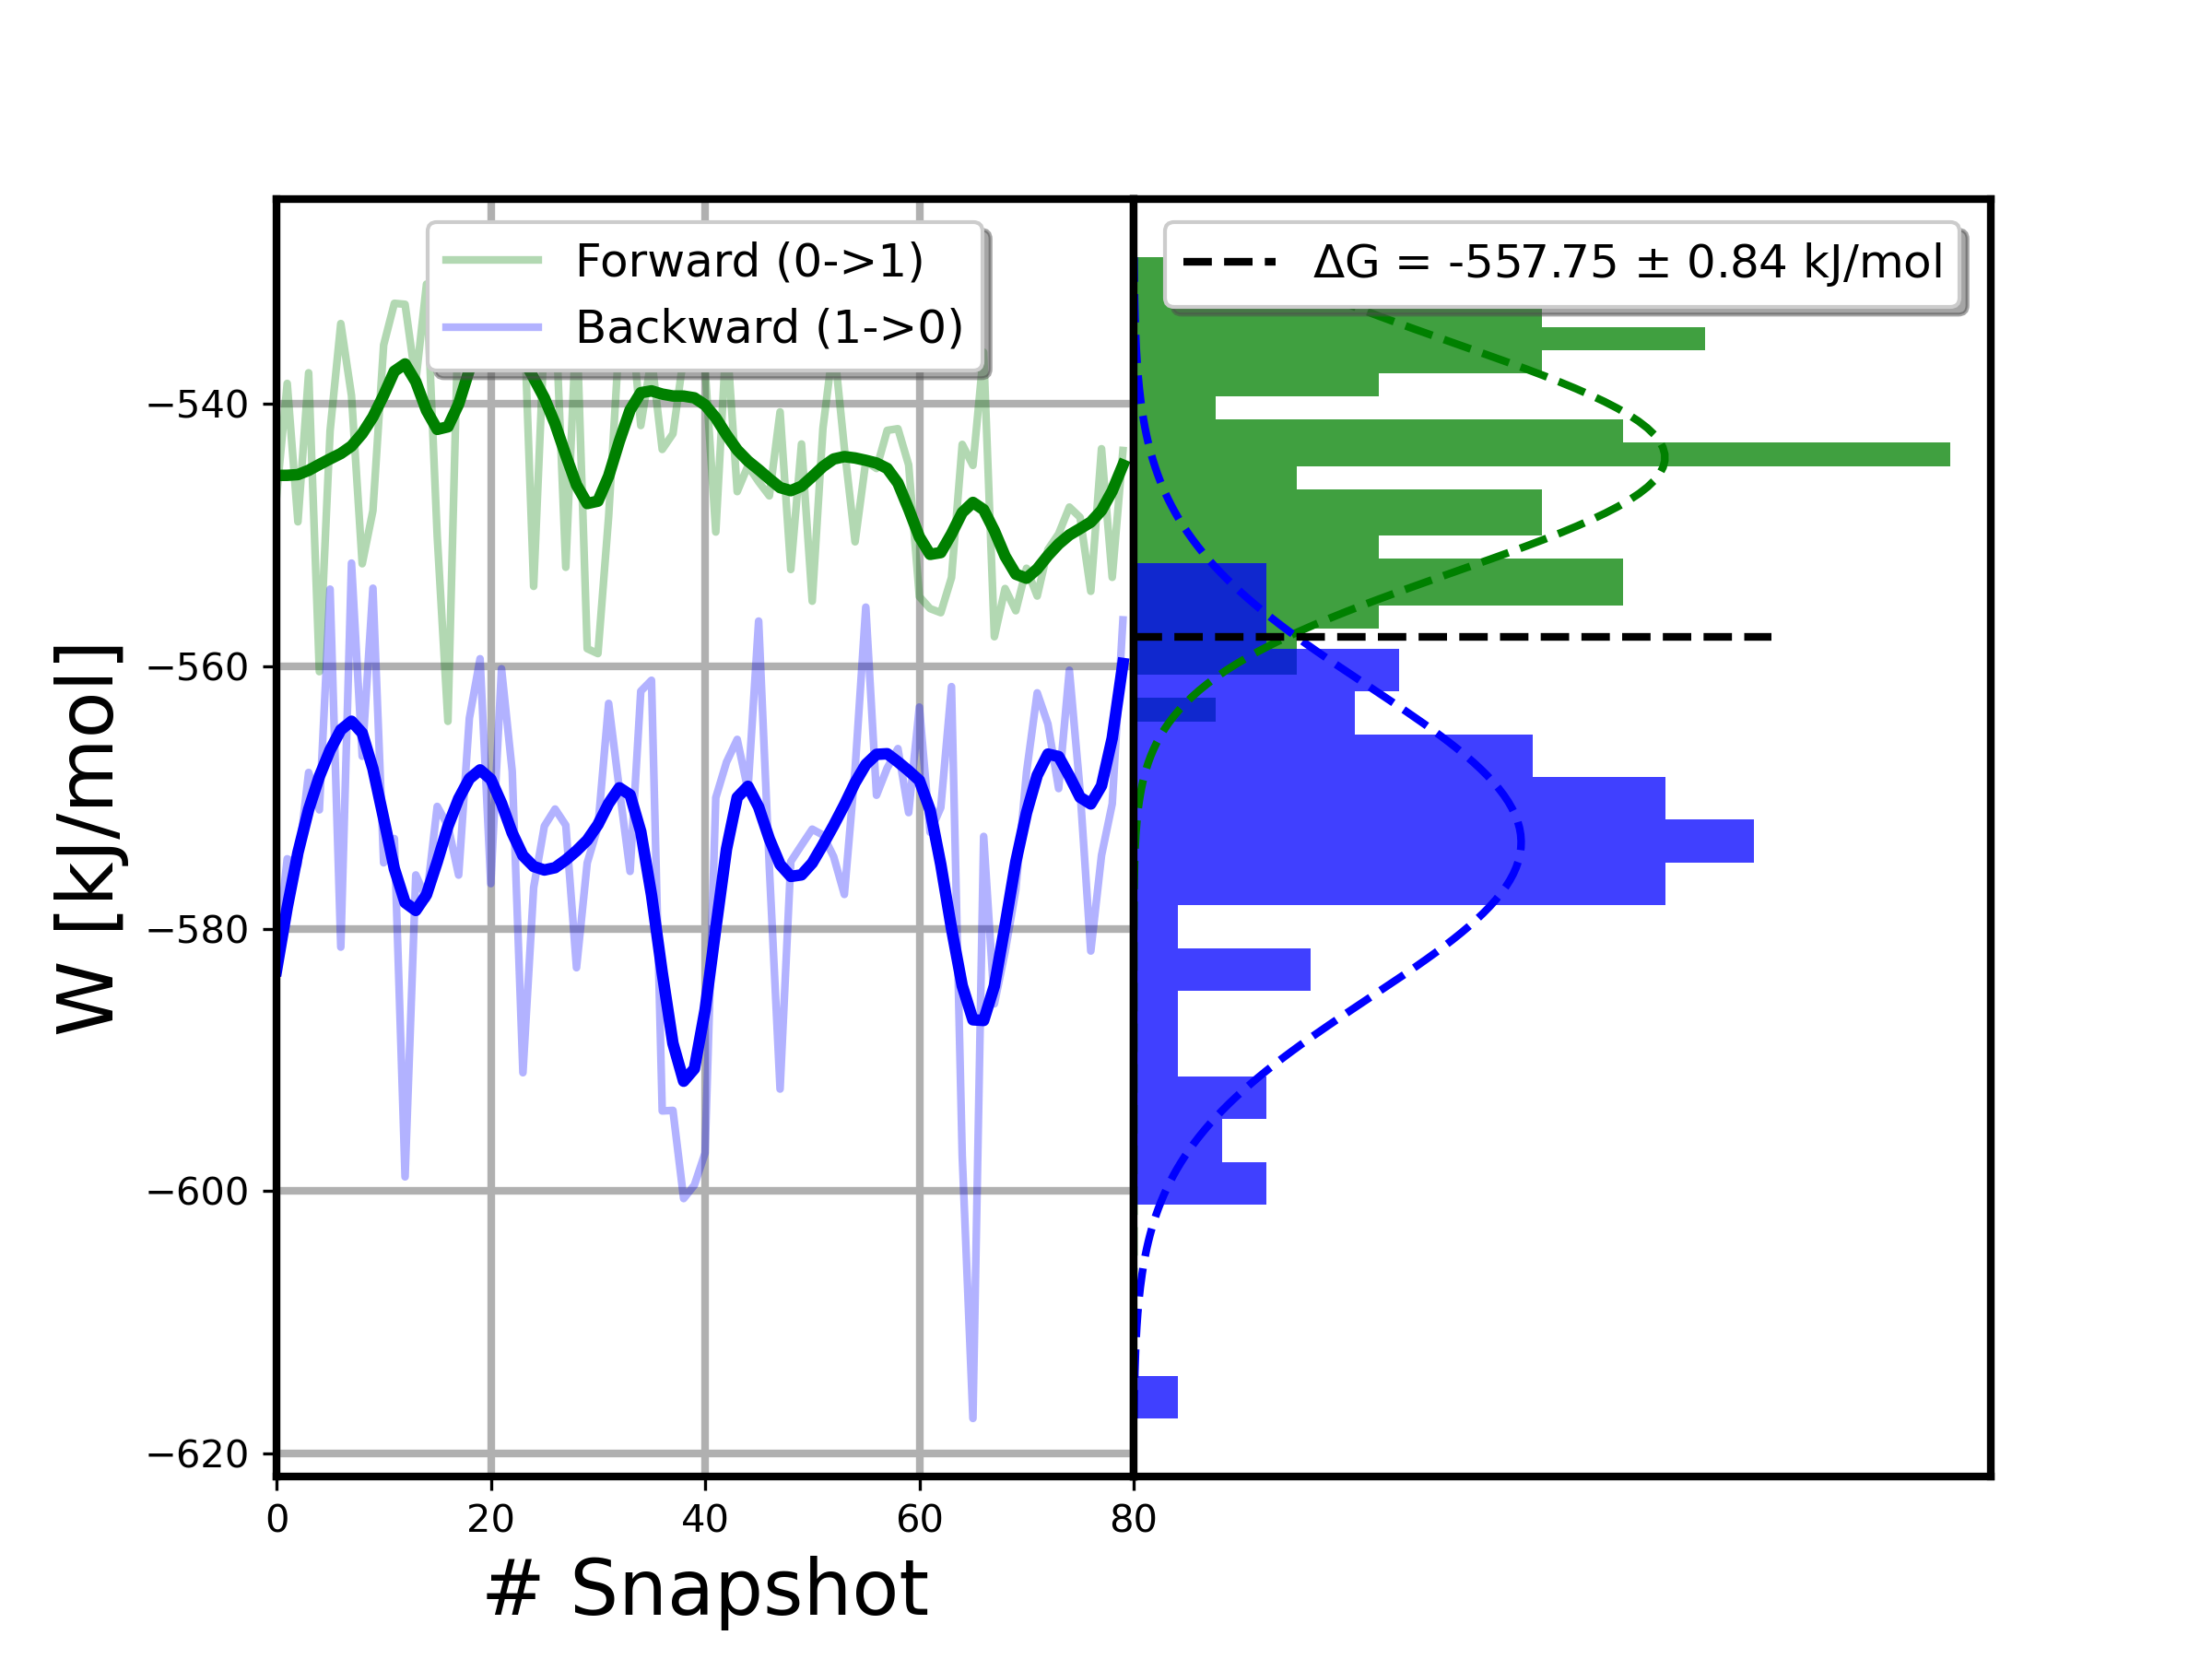 Forward (0->1)
Backward (1->0)
ΔG = -557.75 ± 0.84 kJ/mol
W [kJ/mol]
−540
−560
−580
−600
−620
0 20 40 60 80
# Snapshot